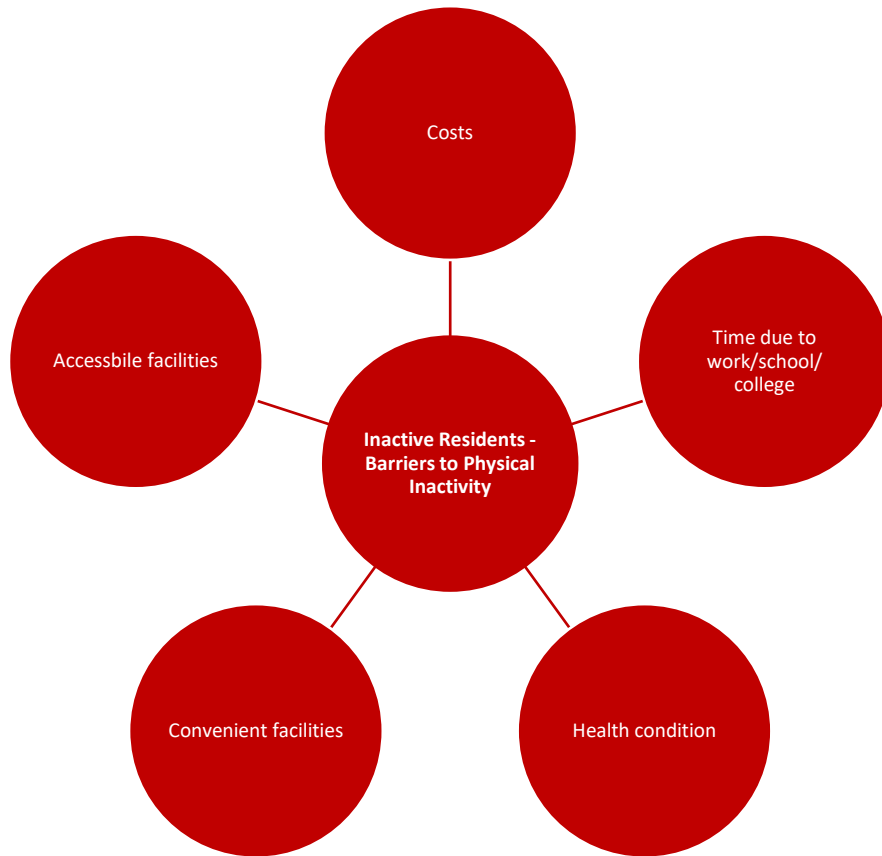 Costs
Accessbile facilities
Time due to
work/school/
college
Inactive Residents -
Barriers to Physical
Inactivity
Convenient facilities
Health condition